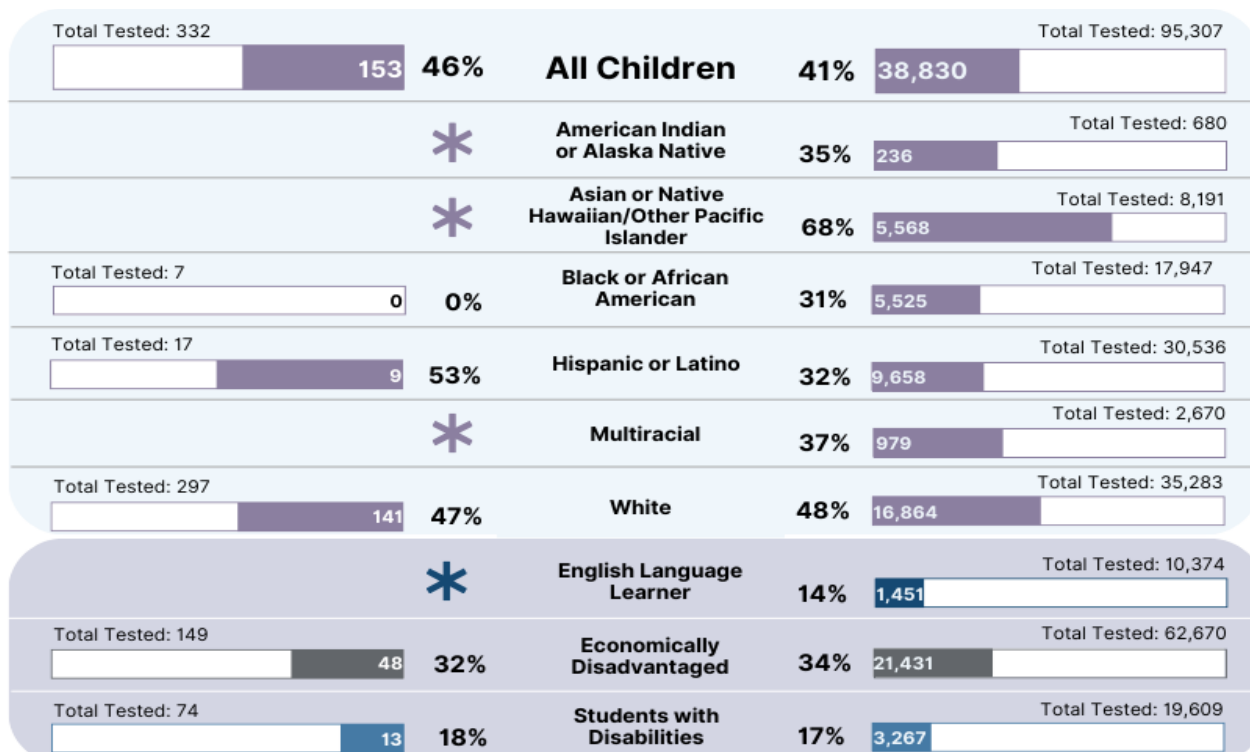 Total Tested: 332
Total Tested: 95,307
153 46% All Children 41% 38,830
American Indian
or Alaska Native
Total Tested: 680
* 35% 236
Asian or Native
Hawaiian/Other Pacific
Islander
Total Tested: 8,191
* 68% 5,568
Total Tested: 7
Black or African
American
Total Tested: 17,947
0 0% 31% 5,525
Total Tested: 17
Total Tested: 30,536
9 53% Hispanic or Latino 32% 9,658
Total Tested: 2,670
* Multiracial 37% 979
Total Tested: 297
Total Tested: 35,283
141 47% White 48% 16,864
English Language
Learner
Total Tested: 10,374
* 14% 1,451
Total Tested: 149
Economically
Disadvantaged
Total Tested: 62,670
48 32% 34% 21,431
Total Tested: 74
Students with
Disabilities
Total Tested: 19,609
13 18% 17% 3,267